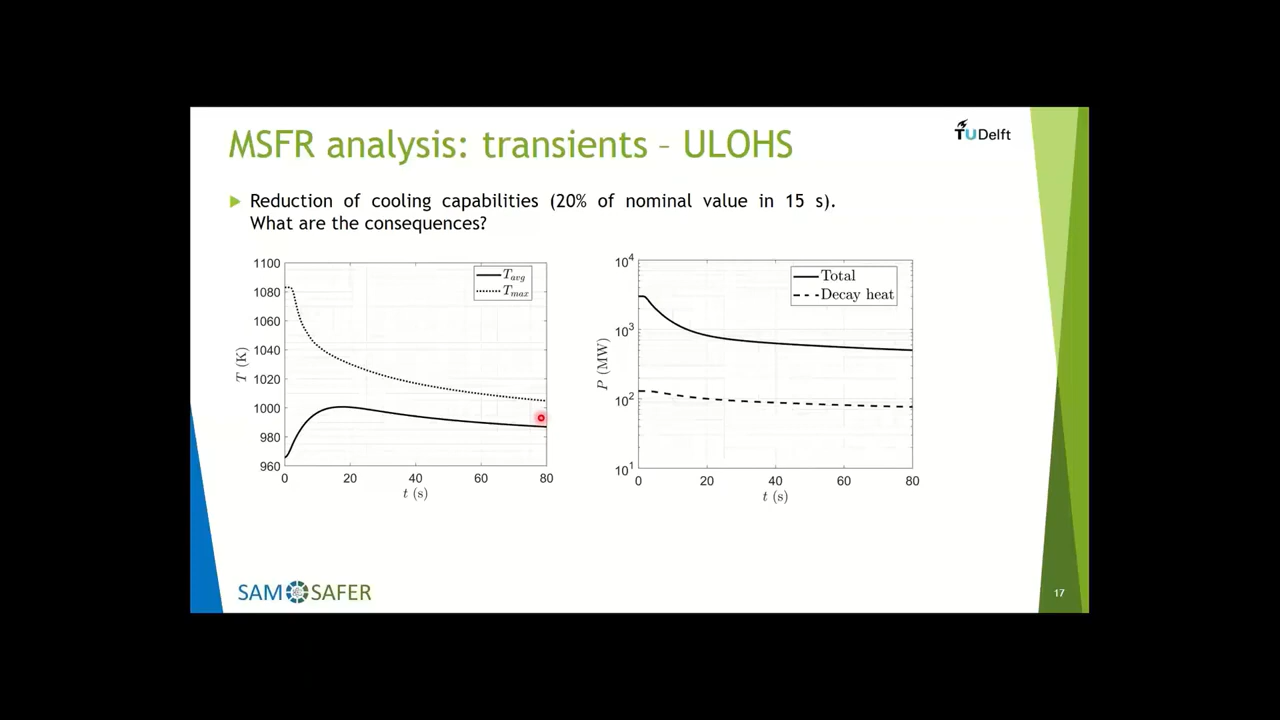 MSFR analysis: transients – ULOHS
TU Delft
Reduction of cooling capabilities (20% of nominal value in 15 s).
What are the consequences?
1100
1080
1060
1040
1020
1000
980
960
T (K)
0 20 40 60 80
t (s)
T_avg
T_max
10^4
10^3
10^2
10^1
P (MW)
0 20 40 60 80
t (s)
Total
Decay heat
SAMOSAFER
17